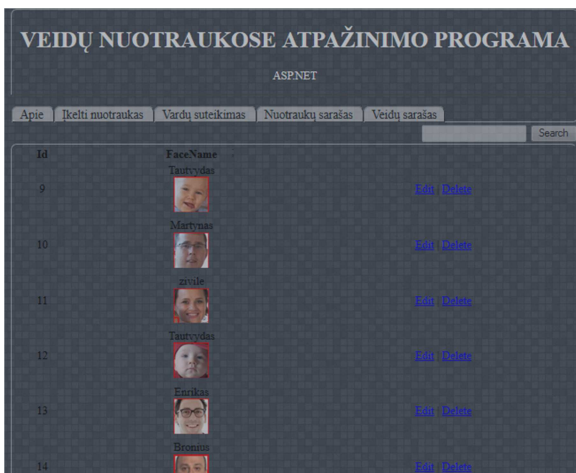 VEIDŲ NUOTRAUKOSE ATPAŽINIMO PROGRAMA
ASP.NET
Apie Įkelti nuotraukas Vardų suteikimas Nuotraukų sarašas Veidų sarašas
Search
Id FaceName
Tautvydas
9 Edit | Delete
Martynas
10 Edit | Delete
zivile
11 Edit | Delete
Tautvydas
12 Edit | Delete
Enrikas
13 Edit | Delete
Bronius
14 Edit | Delete